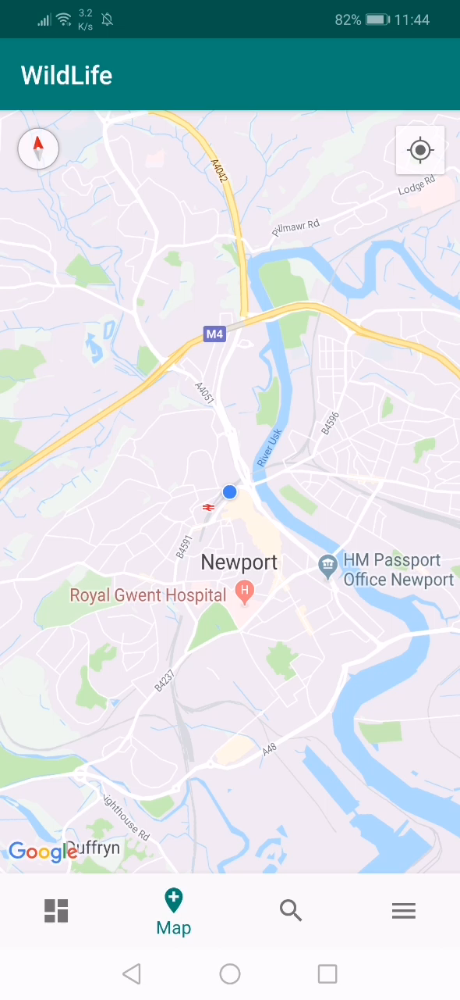 3.2
K/s
82% 11:44
WildLife
A4042
Lodge Rd
Pillmawr Rd
M4
A4051
B4596
River Usk
B4591
Newport
HM Passport
Office Newport
Royal Gwent Hospital
H
B4237
A48
ighthouse Rd
Google
Duffryn
Map